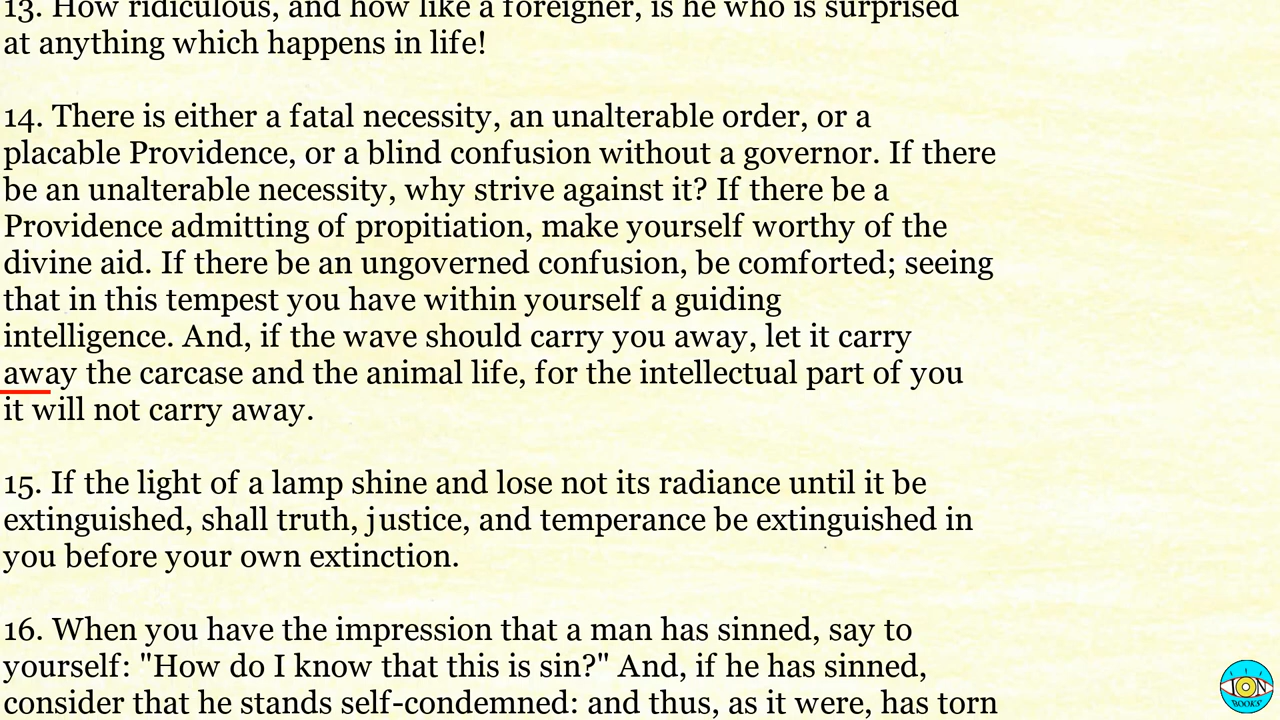 13. How ridiculous, and how like a foreigner, is he who is surprised
at anything which happens in life!
14. There is either a fatal necessity, an unalterable order, or a
placable Providence, or a blind confusion without a governor. If there
be an unalterable necessity, why strive against it? If there be a
Providence admitting of propitiation, make yourself worthy of the
divine aid. If there be an ungoverned confusion, be comforted; seeing
that in this tempest you have within yourself a guiding
intelligence. And, if the wave should carry you away, let it carry
away the carcase and the animal life, for the intellectual part of you
it will not carry away.
15. If the light of a lamp shine and lose not its radiance until it be
extinguished, shall truth, justice, and temperance be extinguished in
you before your own extinction.
16. When you have the impression that a man has sinned, say to
yourself: "How do I know that this is sin?" And, if he has sinned,
consider that he stands self-condemned: and thus, as it were, has torn
ION
BOOKS